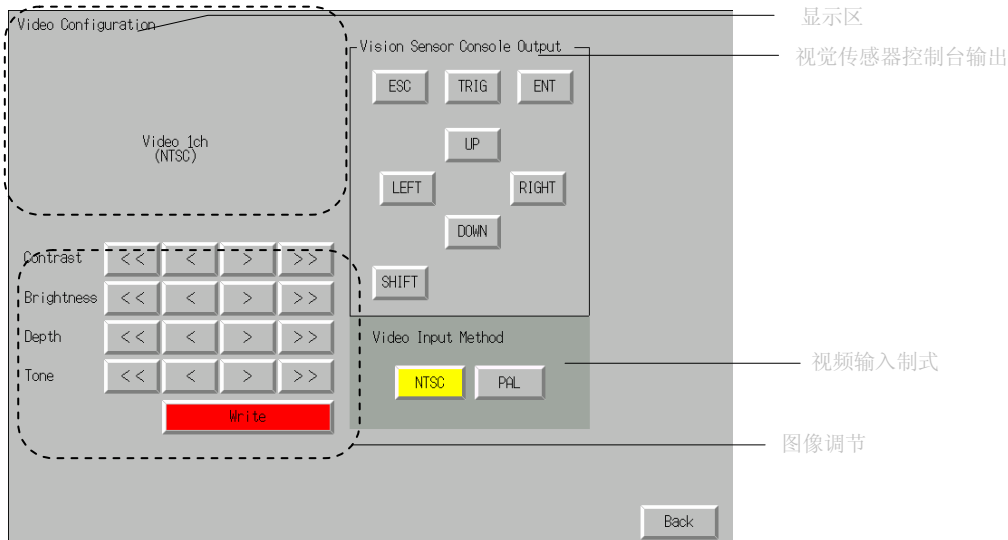 Video Configuration
显示区
Vision Sensor Console Output
视觉传感器控制台输出
ESC TRIG ENT
Video 1ch
(NTSC)
UP
LEFT RIGHT
DOWN
SHIFT
Contrast << < > >>
Brightness << < > >>
Depth << < > >>
Tone << < > >>
Write
Video Input Method
NTSC PAL
视频输入制式
图像调节
Back